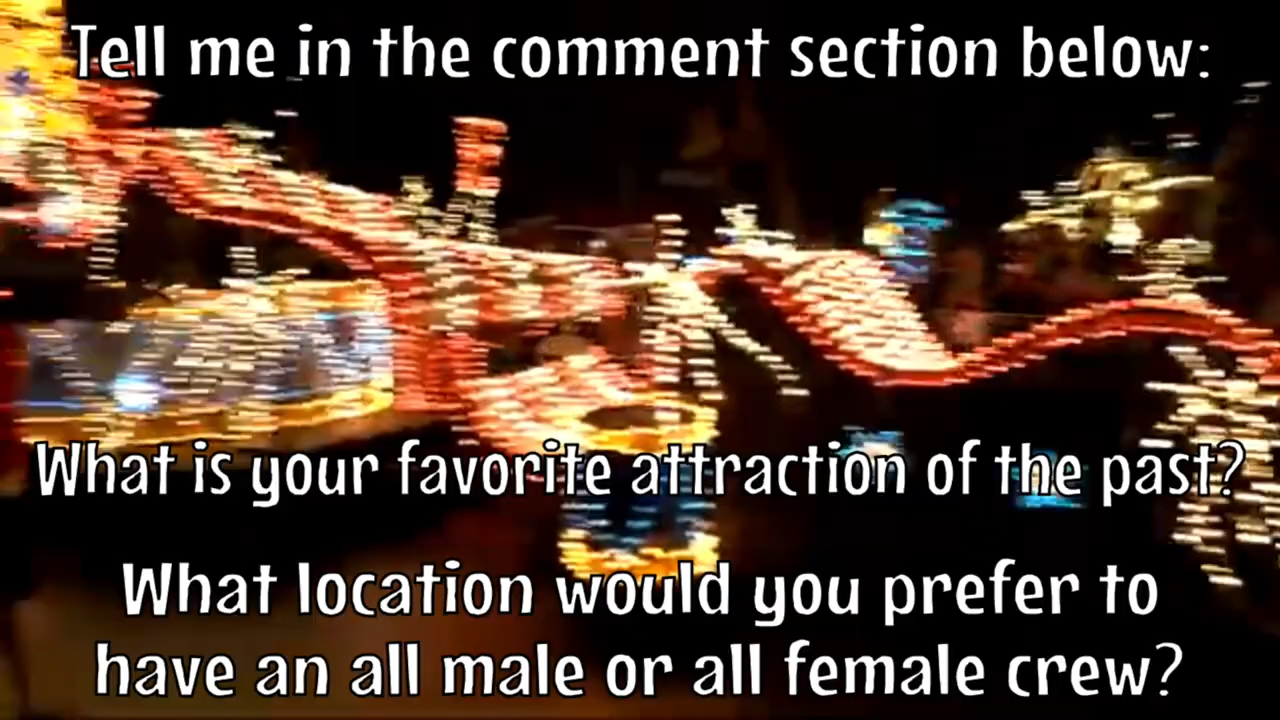 Tell me in the comment section below:
What is your favorite attraction of the past?
What location would you prefer to
have an all male or all female crew?